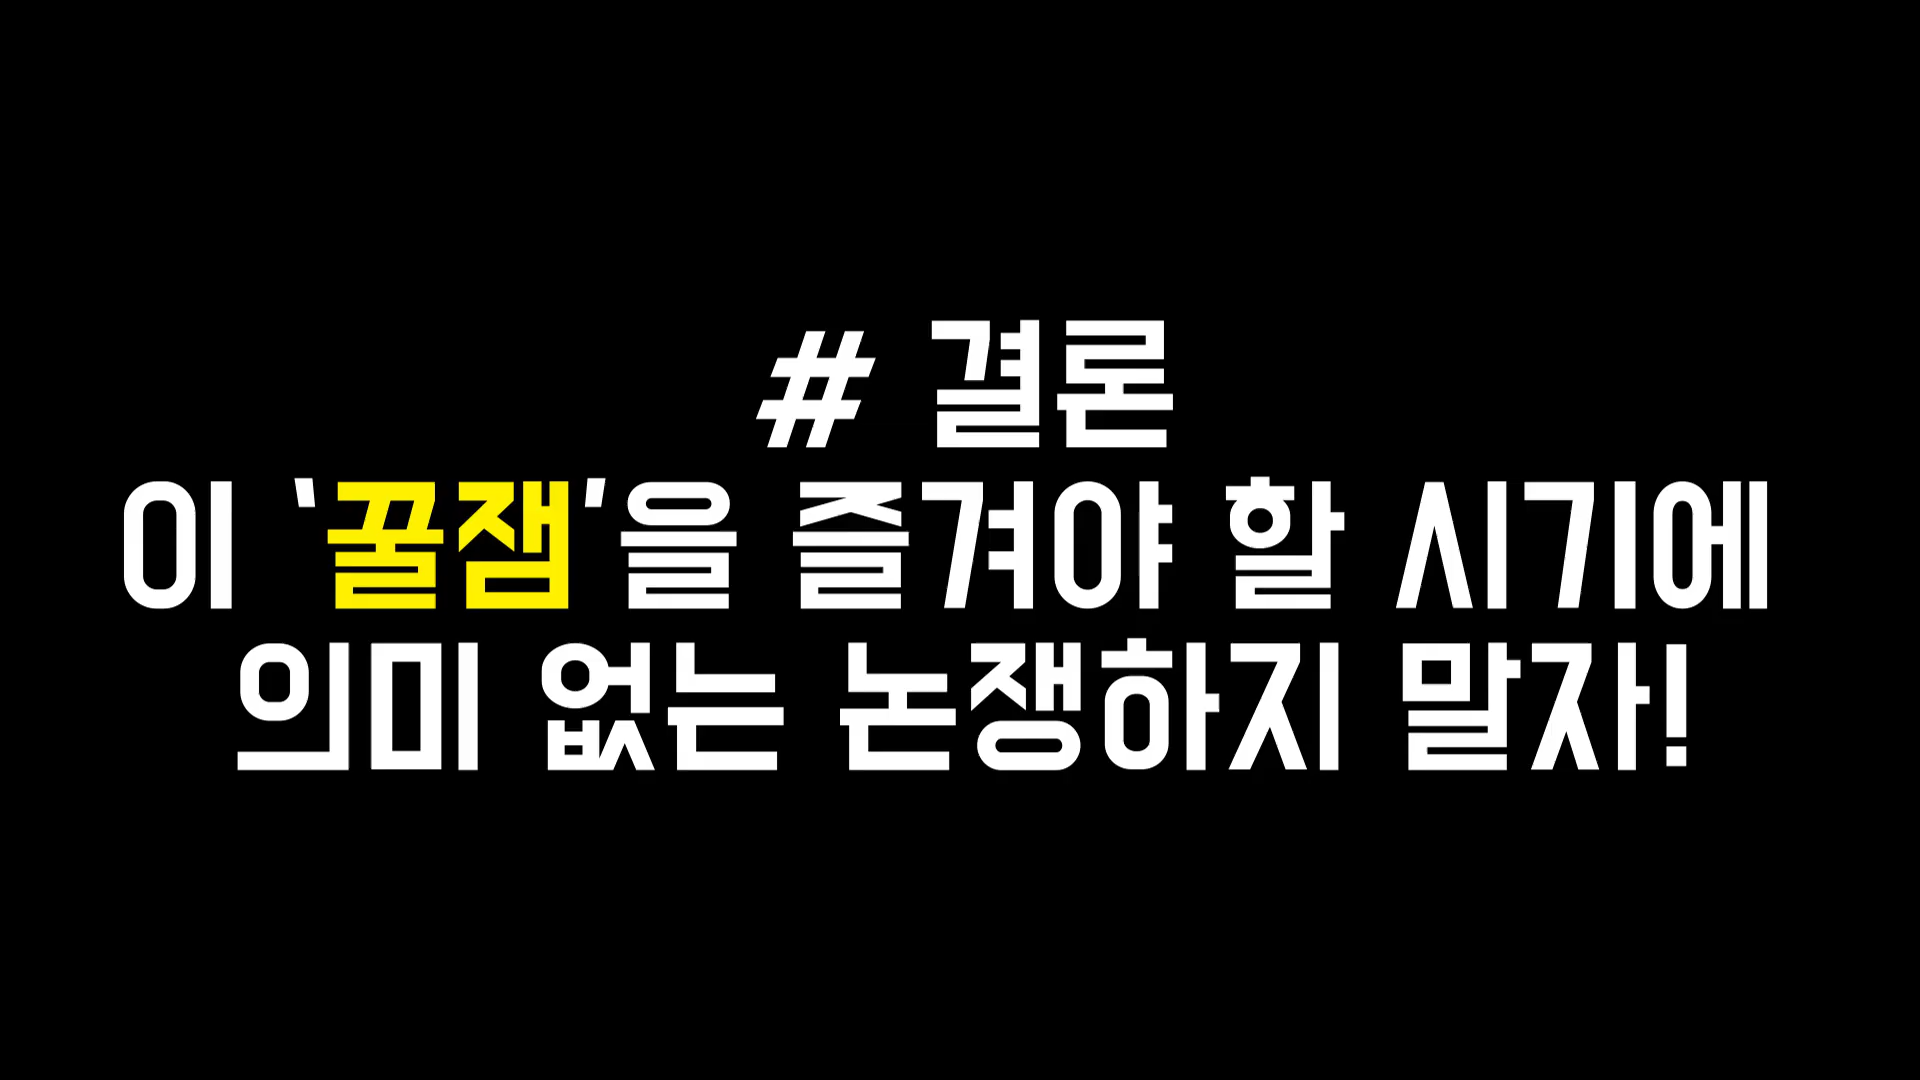 # 결론
이 ‘꿀잼’을 즐겨야 할 시기에
의미 없는 논쟁하지 말자!